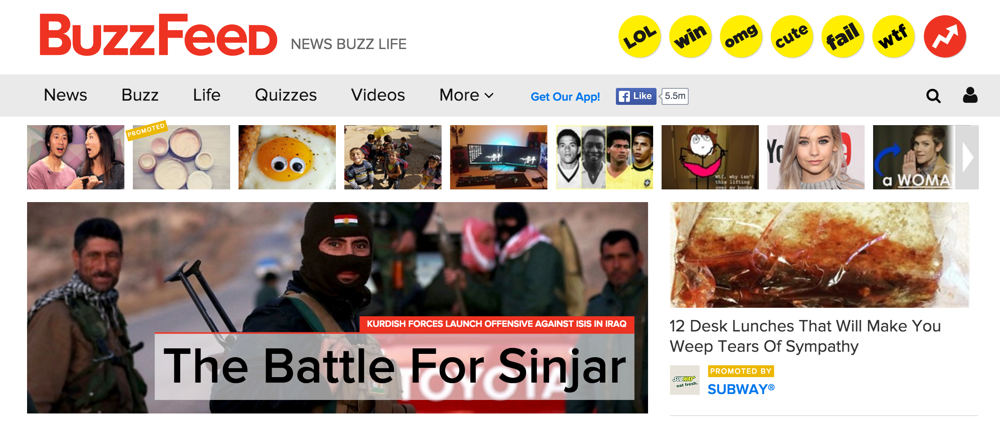 BuzzFeed
NEWS BUZZ LIFE
LOL
win
omg
cute
fail
wtf
News
Buzz
Life
Quizzes
Videos
More
Get Our App!
Like
5.5m
PROMOTED
wtf, why isn't
this lifting
over my boobs.
a WOMA
KURDISH FORCES LAUNCH OFFENSIVE AGAINST ISIS IN IRAQ
The Battle For Sinjar
TOYOTA
12 Desk Lunches That Will Make You
Weep Tears Of Sympathy
SUBWAY
eat fresh.
PROMOTED BY
SUBWAY®